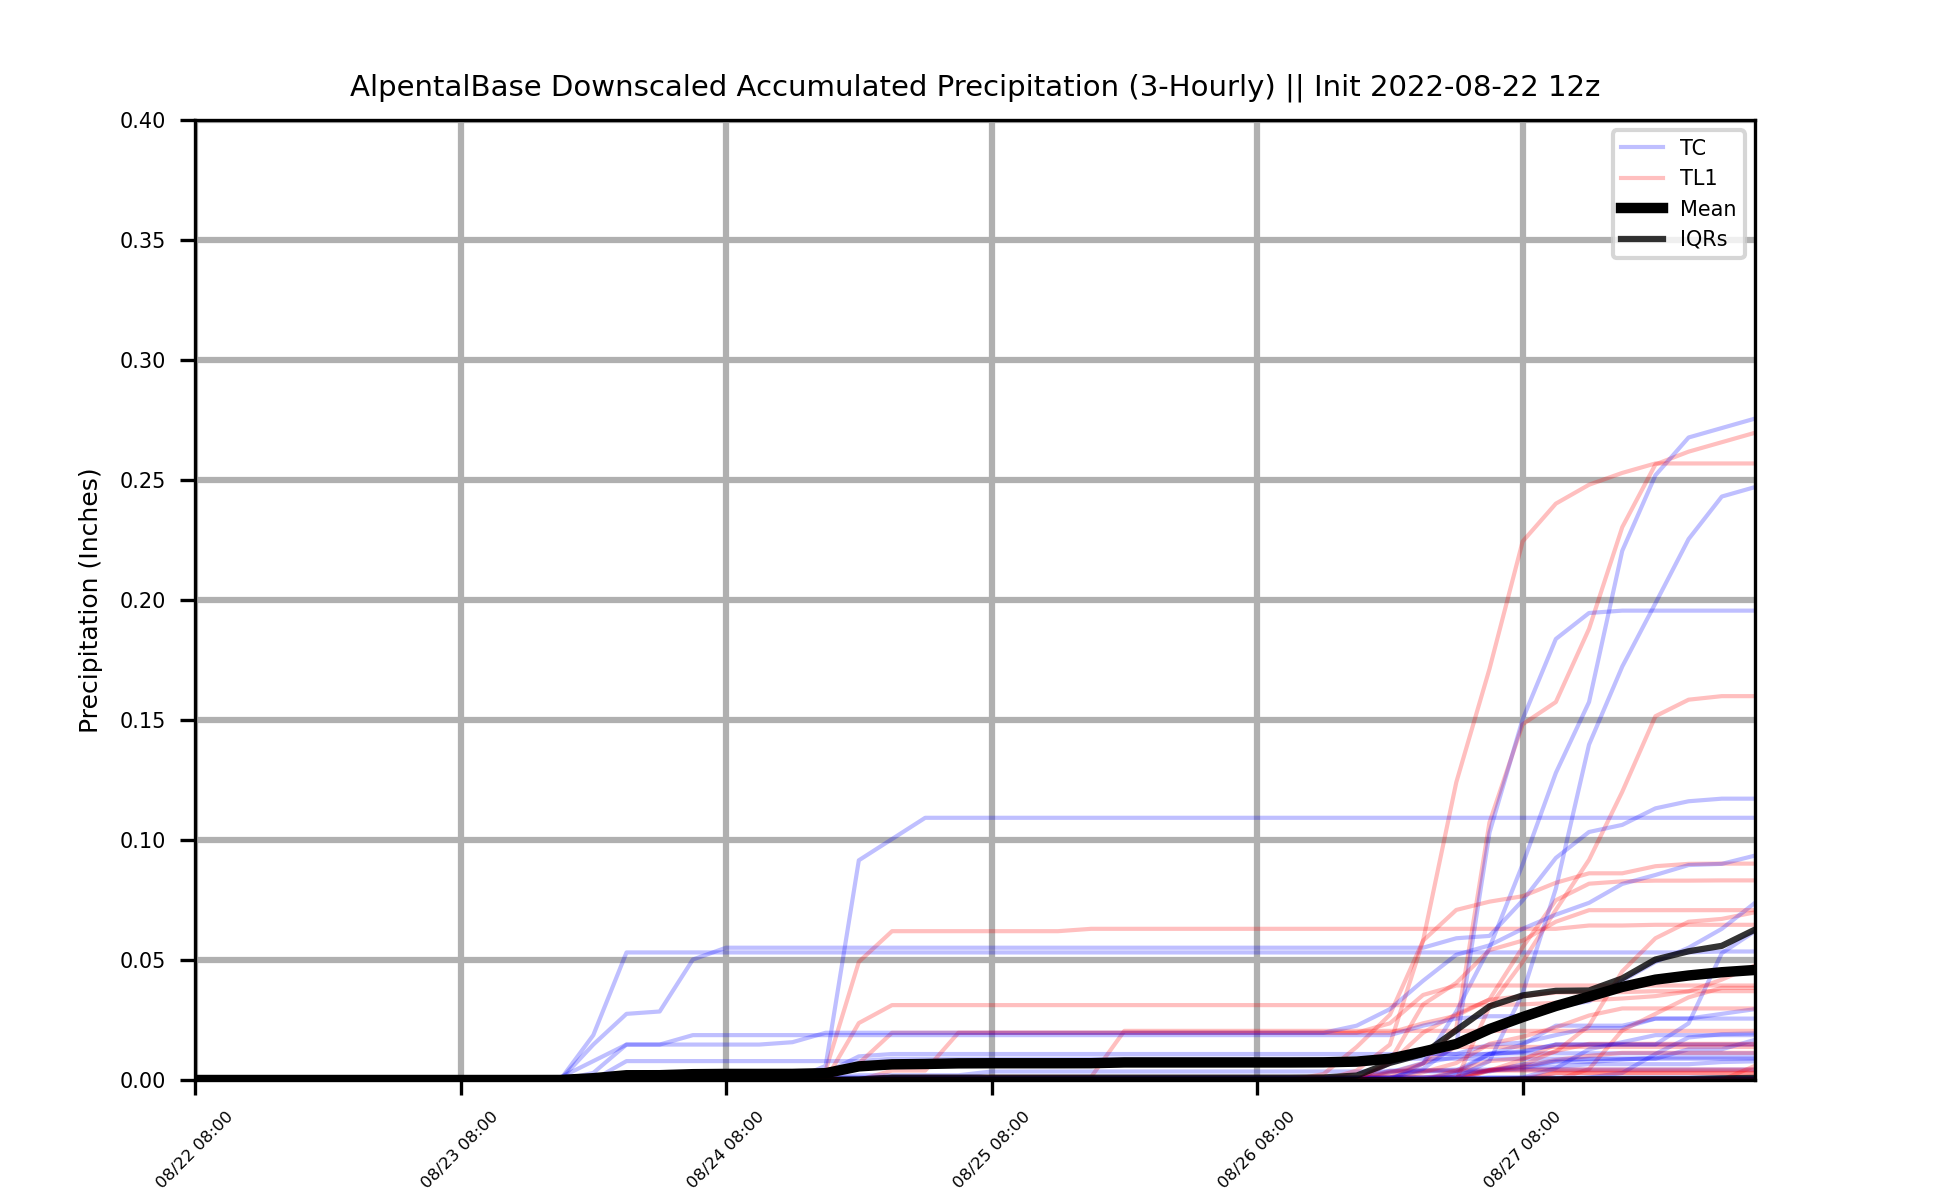 AlpentalBase Downscaled Accumulated Precipitation (3-Hourly) || Init 2022-08-22 12z
TC
TL1
Mean
IQRs
Precipitation (Inches)
0.40
0.35
0.30
0.25
0.20
0.15
0.10
0.05
0.00
08/22 08:00
08/23 08:00
08/24 08:00
08/25 08:00
08/26 08:00
08/27 08:00